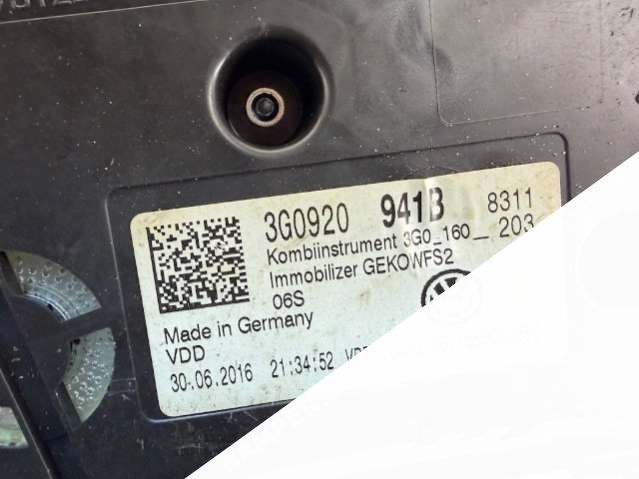 3G0920 941B 8311
Kombiinstrument 3G0_160_ 203
Immobilizer GEKOWFS2
06S
Made in Germany
VDD
30.06.2016 21:34:52